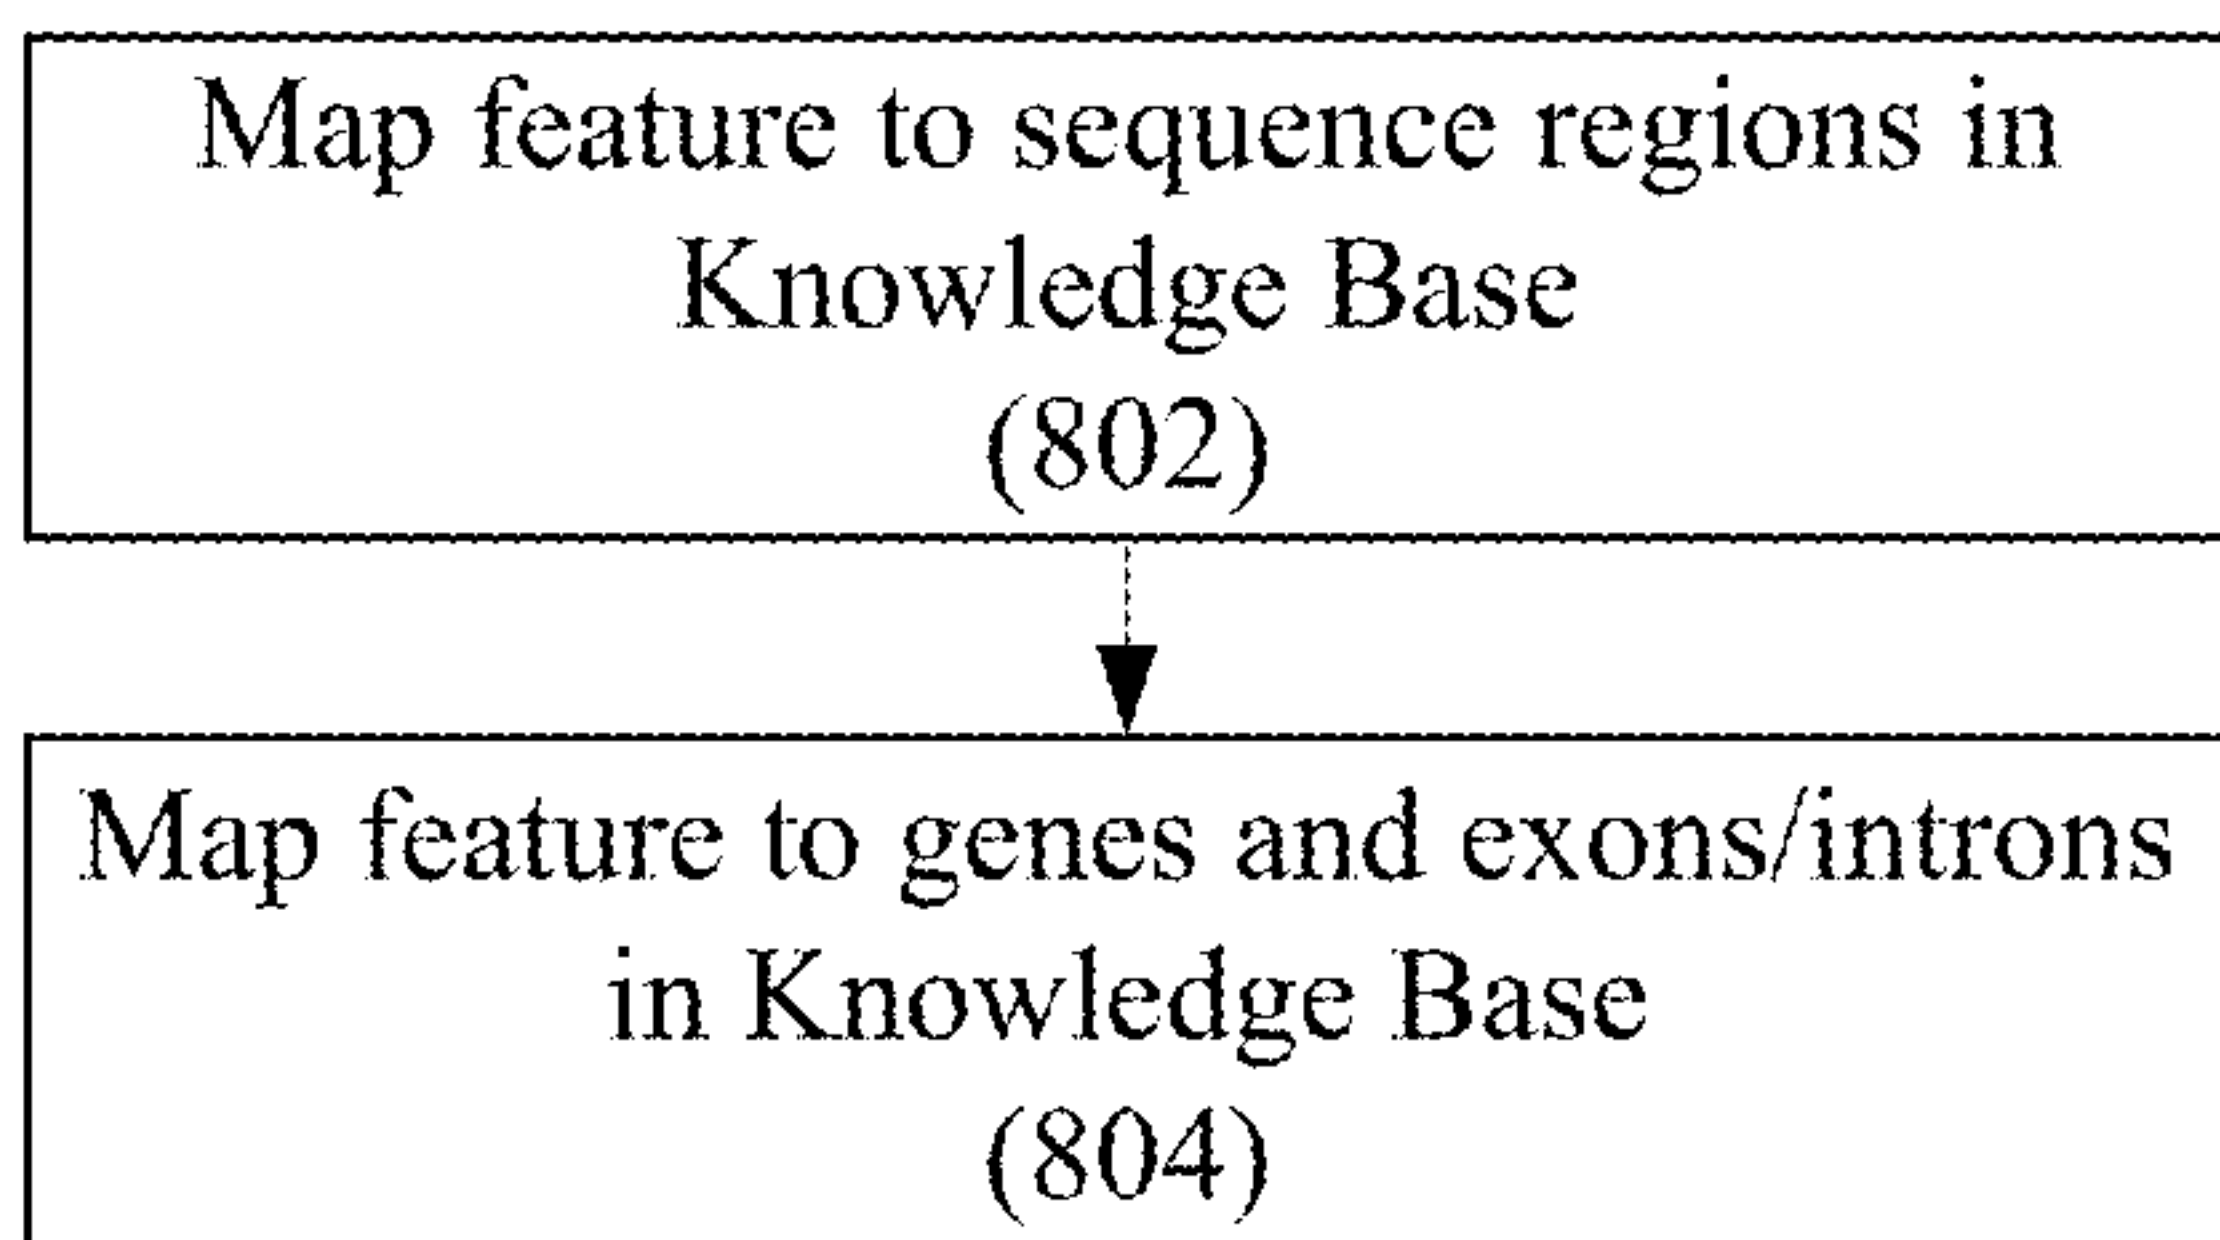 Map feature to sequence regions in
Knowledge Base
(802)
Map feature to genes and exons/introns
in Knowledge Base
(804)